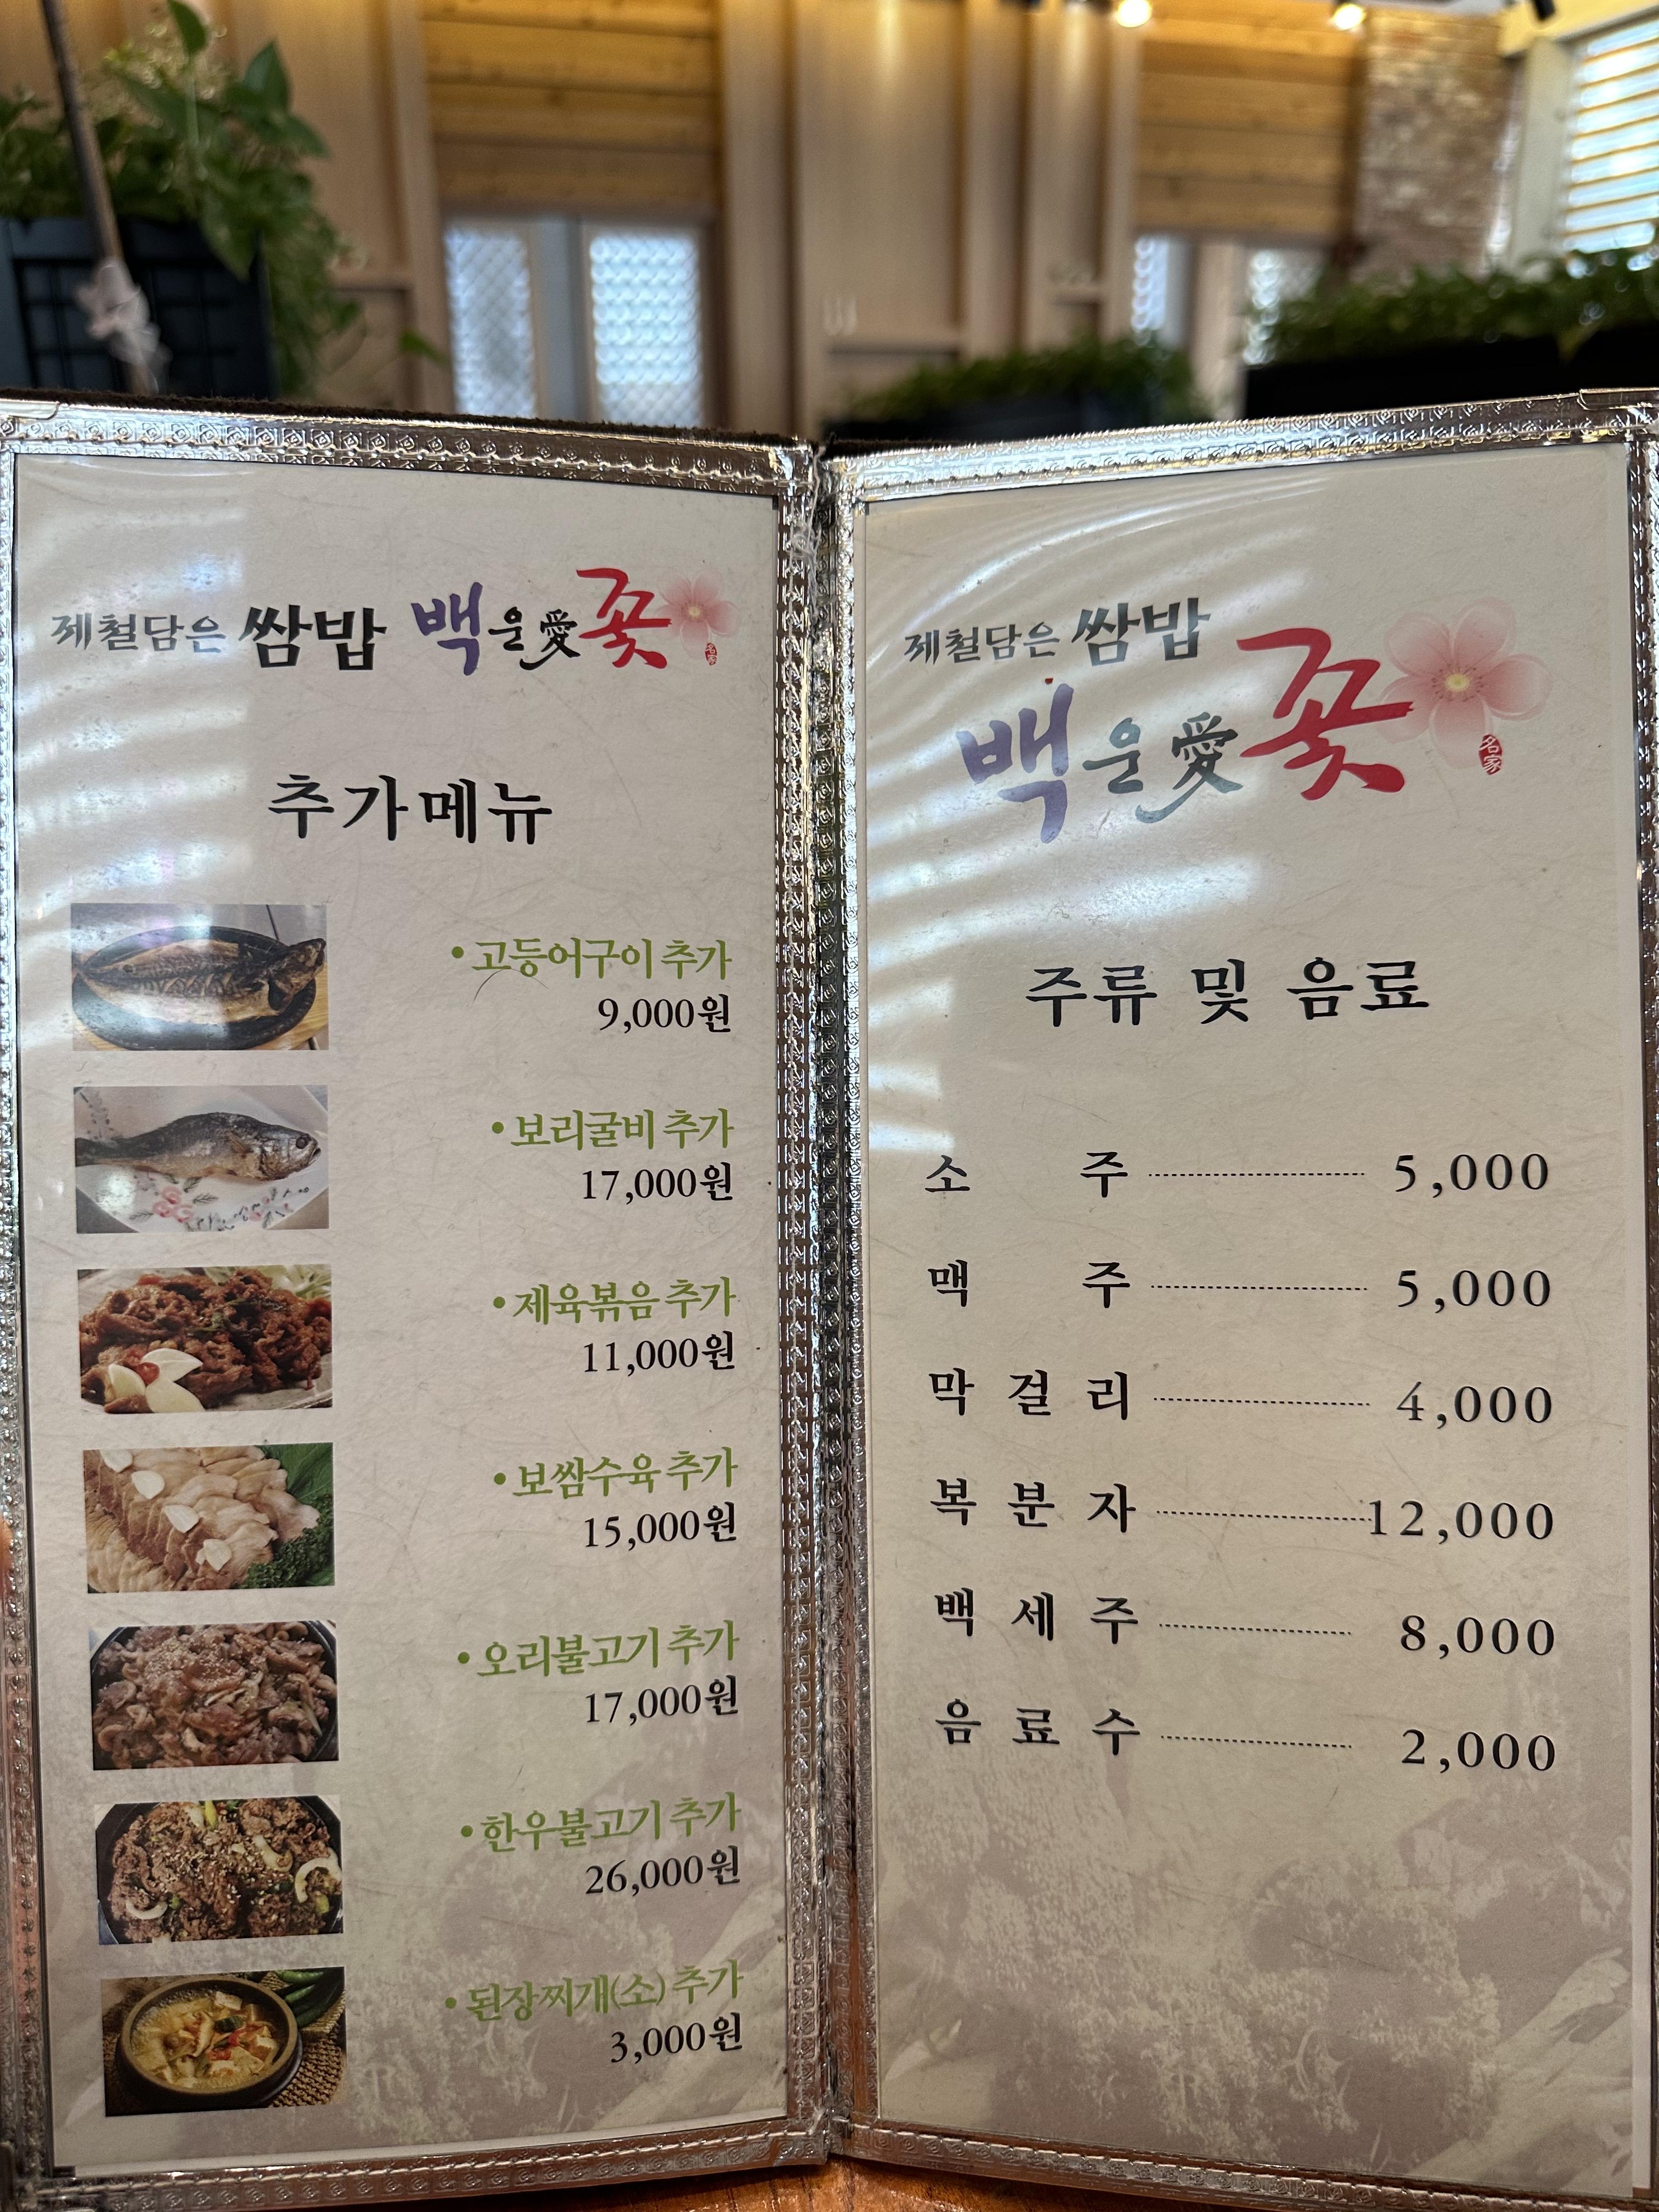 제철담은 쌈밥 백운愛꽃
名家
추가메뉴
• 고등어구이 추가
9,000원
• 보리굴비 추가
17,000원
• 제육볶음 추가
11,000원
• 보쌈수육 추가
15,000원
• 오리불고기 추가
17,000원
• 한우불고기 추가
26,000원
• 된장찌개(소) 추가
3,000원
제철담은 쌈밥
백운愛꽃
名家
주류 및 음료
소 주 5,000
맥 주 5,000
막 걸 리 4,000
복 분 자 12,000
백 세 주 8,000
음 료 수 2,000